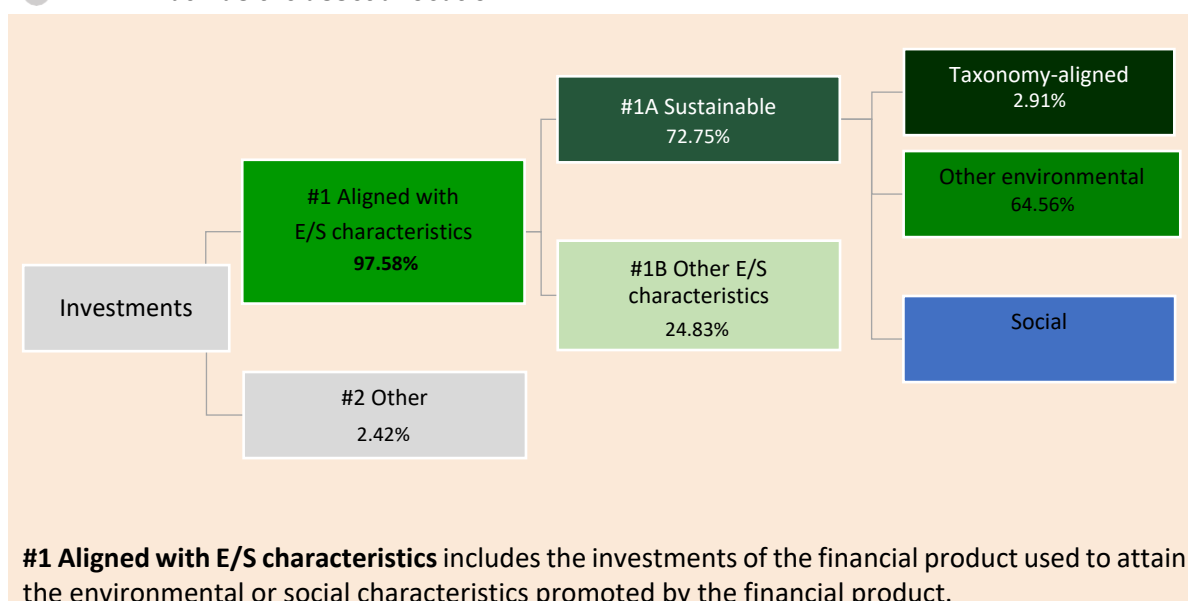 Investments
#1 Aligned with
E/S characteristics
97.58%
#2 Other
2.42%
#1A Sustainable
72.75%
#1B Other E/S
characteristics
24.83%
Taxonomy-aligned
2.91%
Other environmental
64.56%
Social
#1 Aligned with E/S characteristics includes the investments of the financial product used to attain
the environmental or social characteristics promoted by the financial product.